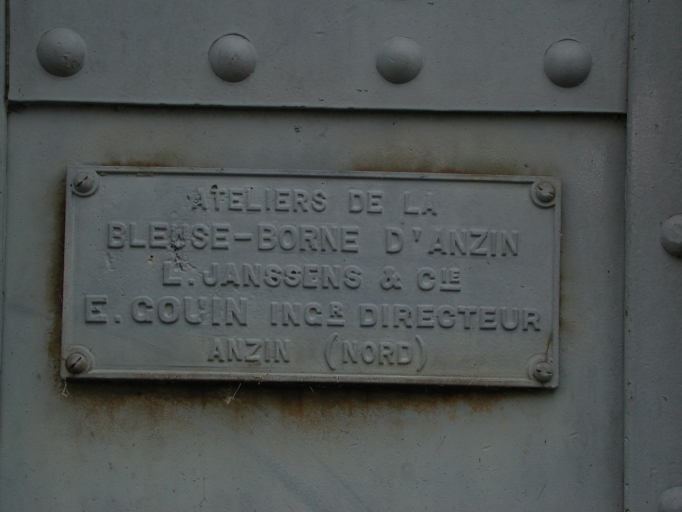 ATELIERS DE LA
BLEUSE-BORNE D'ANZIN
L. JANSSENS & CIE
E. GOUIN INGR DIRECTEUR
ANZIN (NORD)